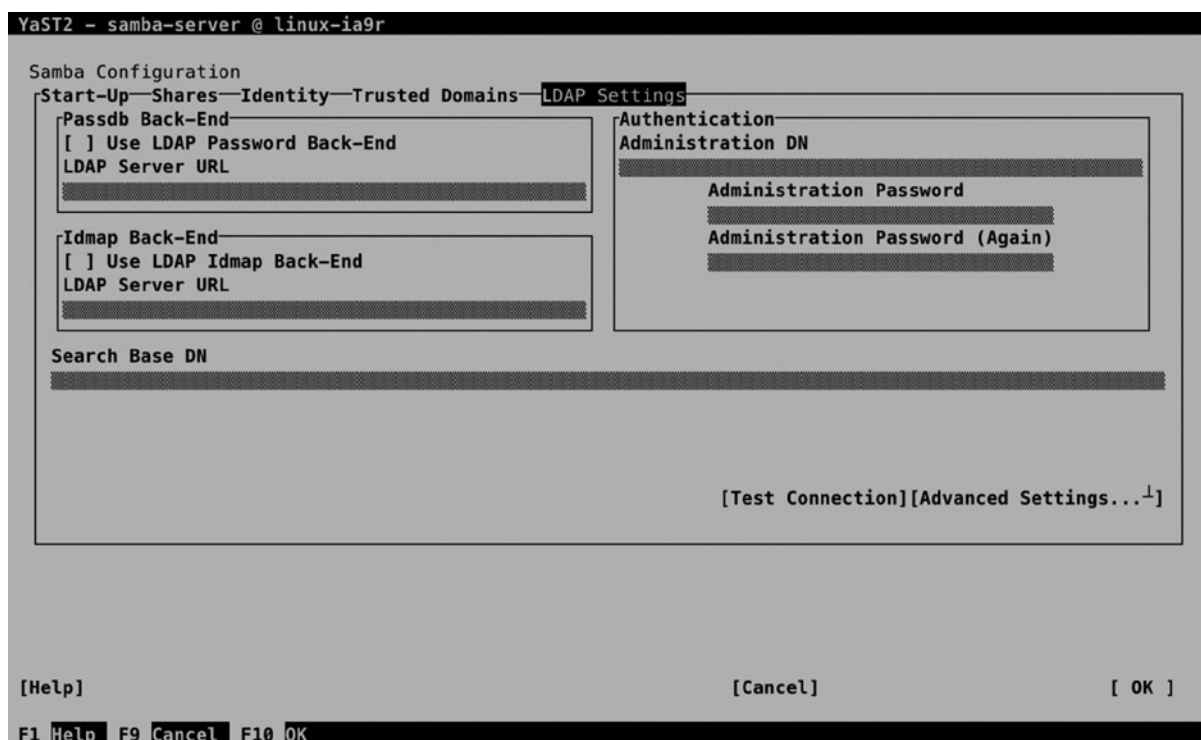 YaST2 – samba–server @ linux–ia9r
Samba Configuration
Start–Up Shares Identity Trusted Domains LDAP Settings
Passdb Back–End
[ ] Use LDAP Password Back–End
LDAP Server URL
Idmap Back–End
[ ] Use LDAP Idmap Back–End
LDAP Server URL
Authentication
Administration DN
Administration Password
Administration Password (Again)
Search Base DN
[Test Connection][Advanced Settings...┴]
[Help] [Cancel] [ OK ]
F1 Help F9 Cancel F10 OK